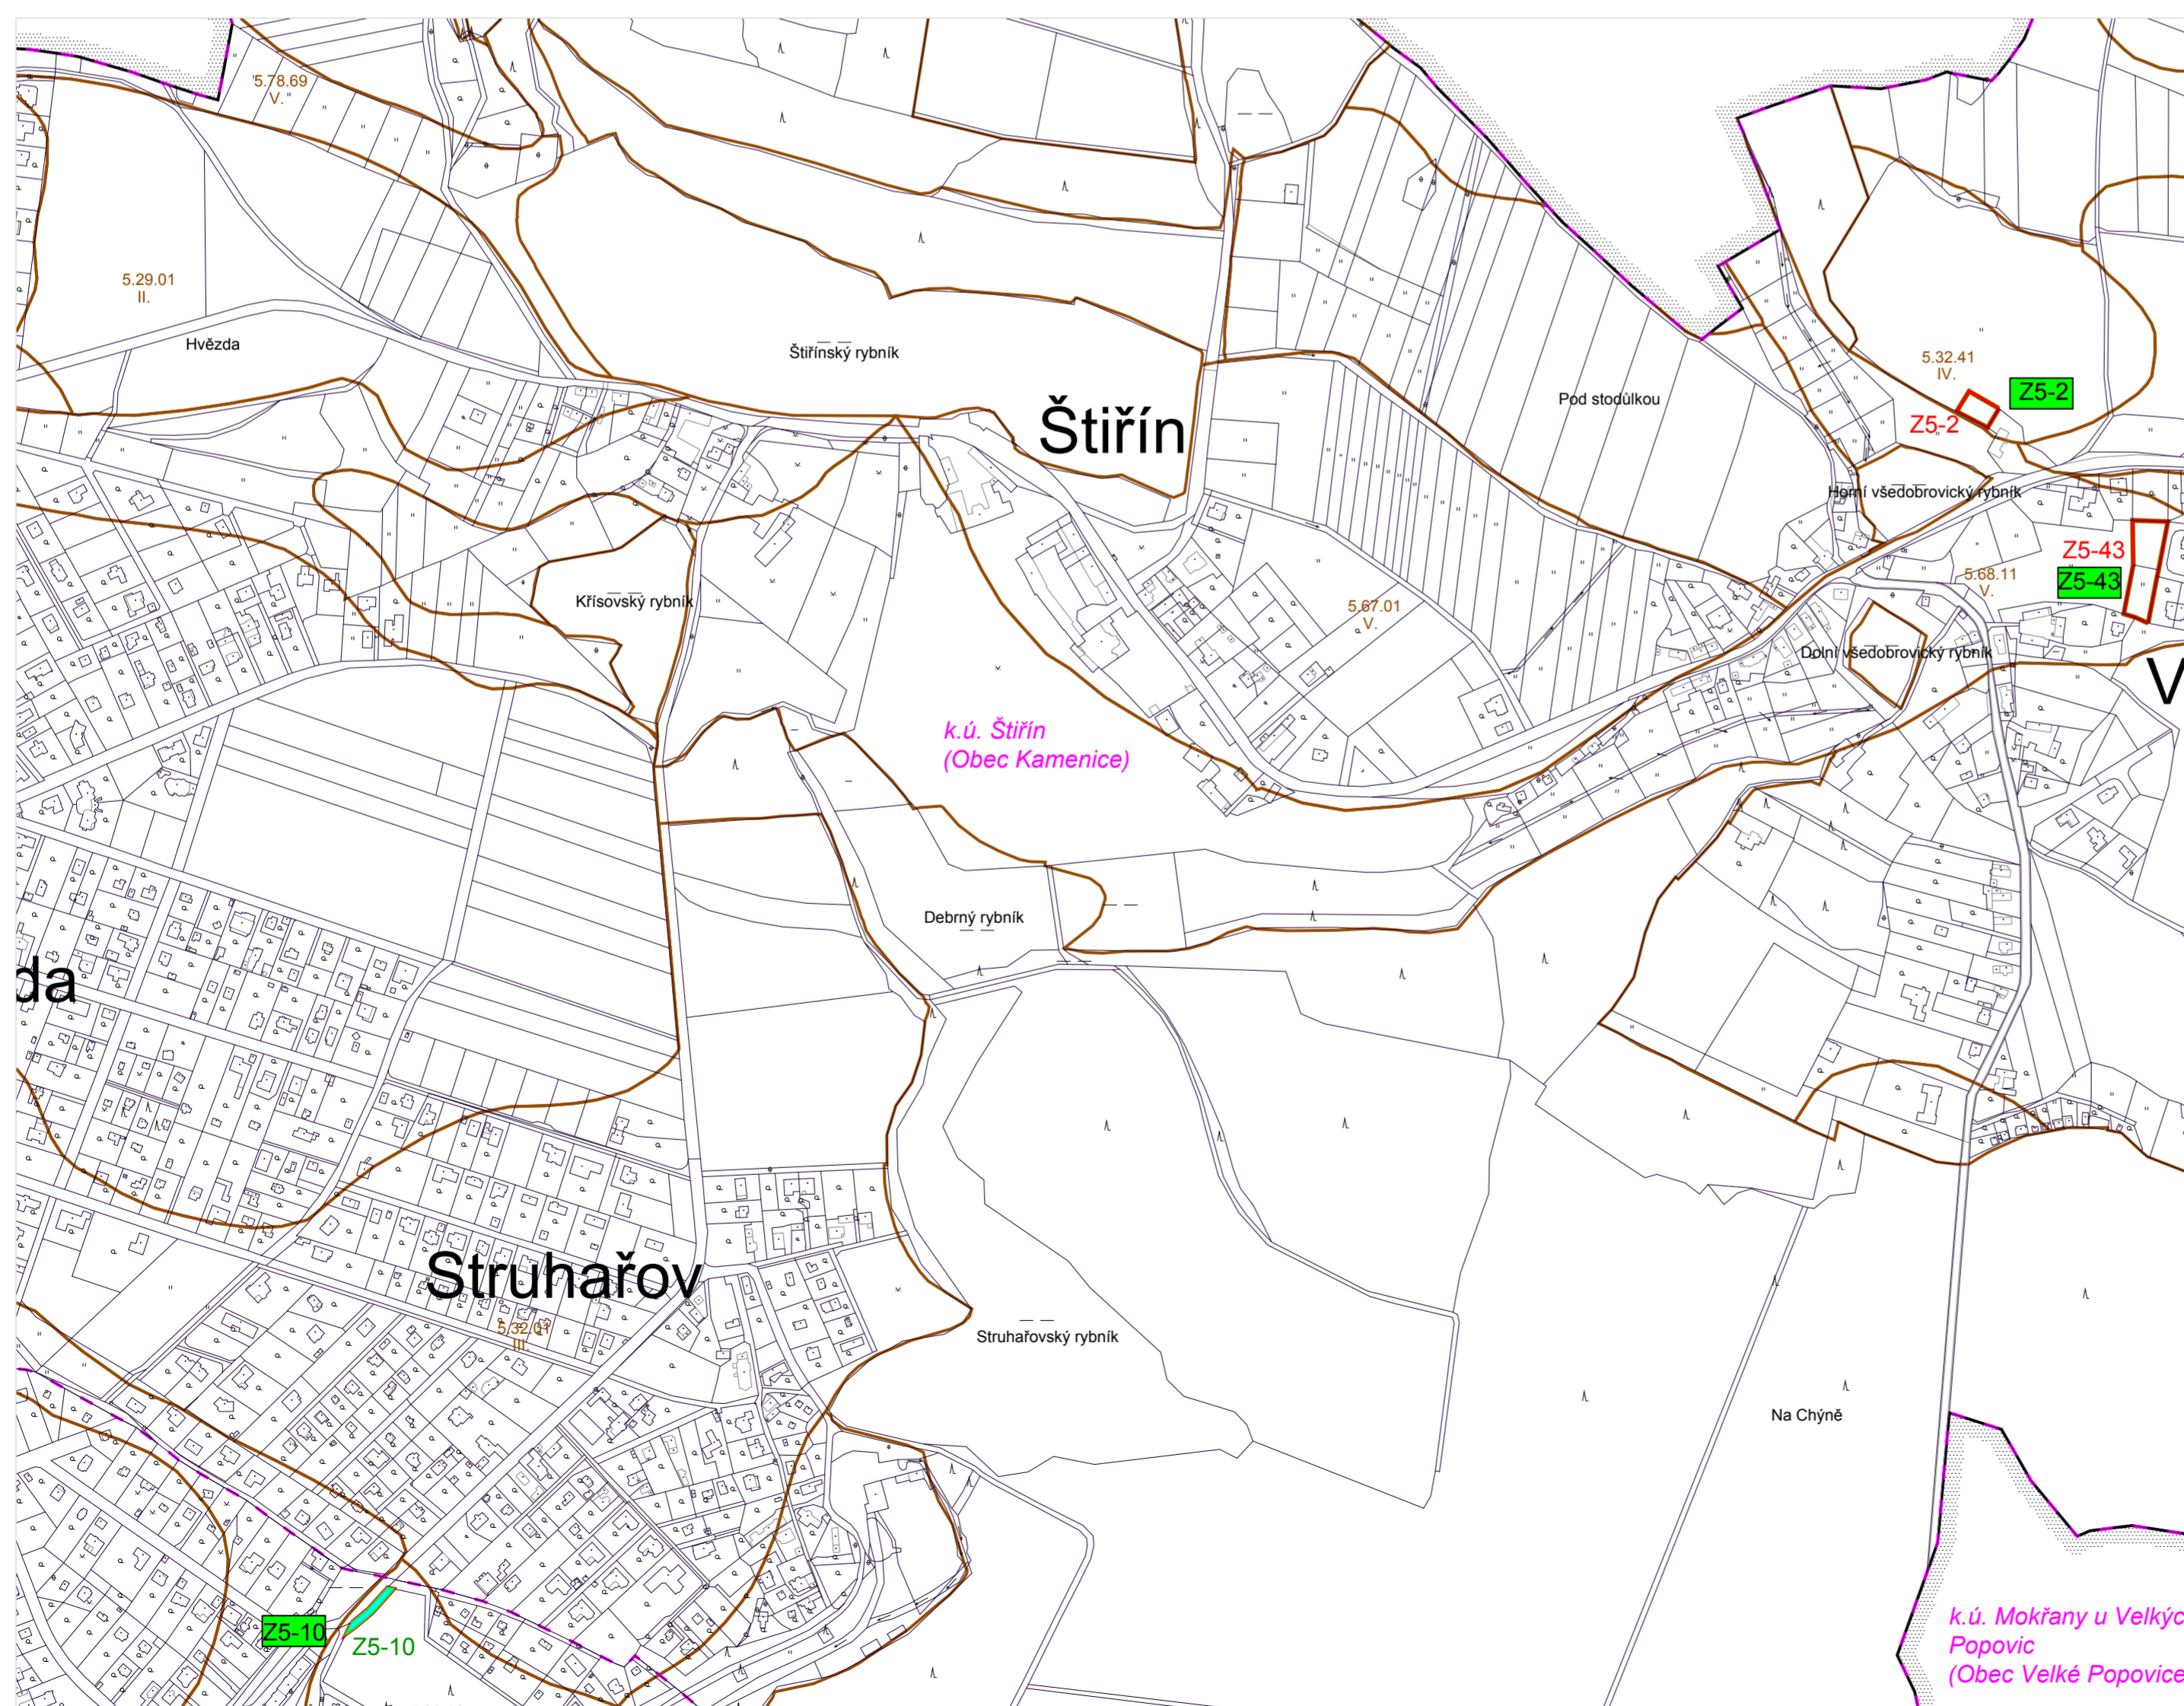 5.78.69
V.
5.29.01
II.
Hvězda
Štiřínský rybník
Štiřín
Pod stodůlkou
5.32.41
IV.
Z5-2
Z5-2
Horní všedobrovický rybník
Z5-43
Z5-43
5.68.11
V.
Křísovský rybník
5.67.01
V.
Dolní všedobrovický rybník
V
k.ú. Štiřín
(Obec Kamenice)
Debrný rybník
da
Struhařov
5.32.01
III.
Struhařovský rybník
Na Chýně
Z5-10
Z5-10
k.ú. Mokřany u Velkýc
Popovic
(Obec Velké Popovice